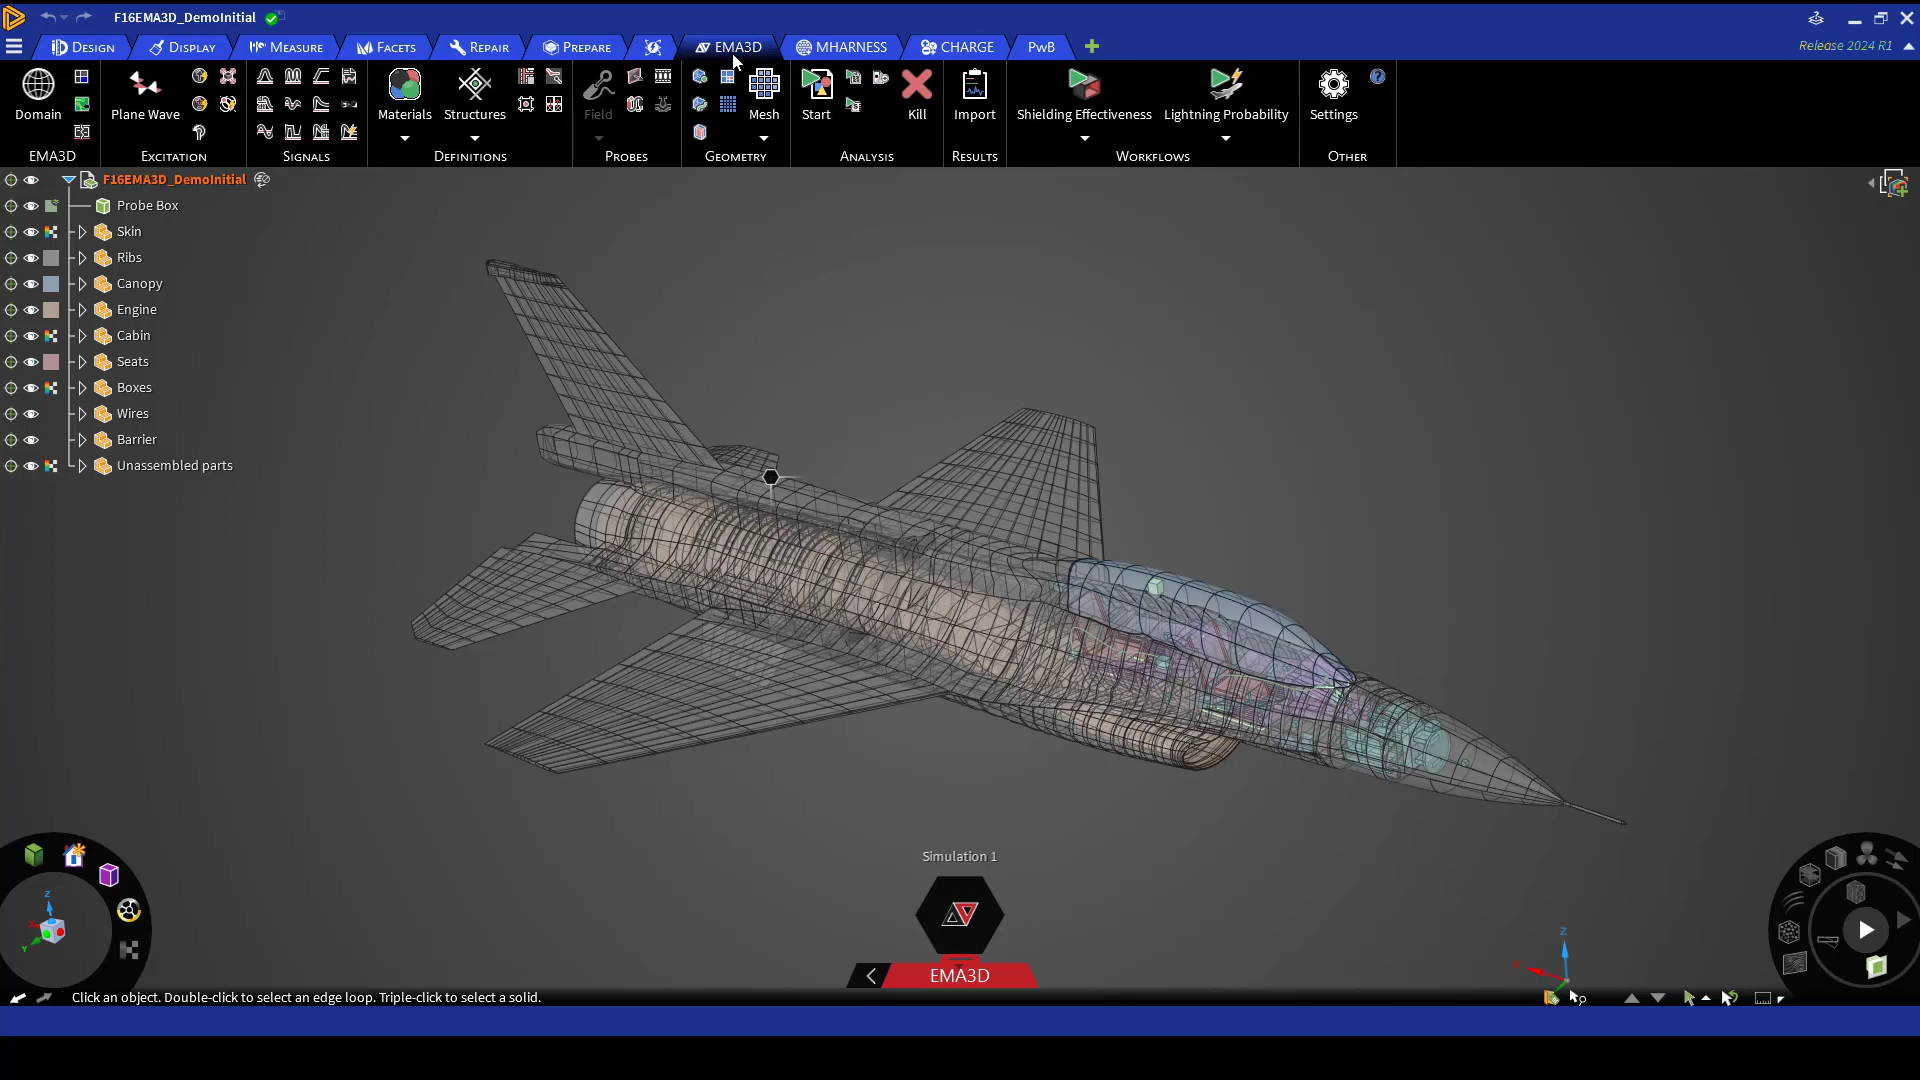 F16EMA3D_DemoInitial
DESIGN DISPLAY MEASURE FACETS REPAIR PREPARE EMA3D MHARNESS CHARGE PwB Release 2024 R1
Domain Plane Wave Materials Structures Field Mesh Start Kill Import Shielding Effectiveness Lightning Probability Settings
EMA3D EXCITATION SIGNALS DEFINITIONS PROBES GEOMETRY ANALYSIS RESULTS WORKFLOWS OTHER
F16EMA3D_DemoInitial
Probe Box
Skin
Ribs
Canopy
Engine
Cabin
Seats
Boxes
Wires
Barrier
Unassembled parts
Simulation 1
EMA3D
Z
X
Y
Z
Click an object. Double-click to select an edge loop. Triple-click to select a solid.